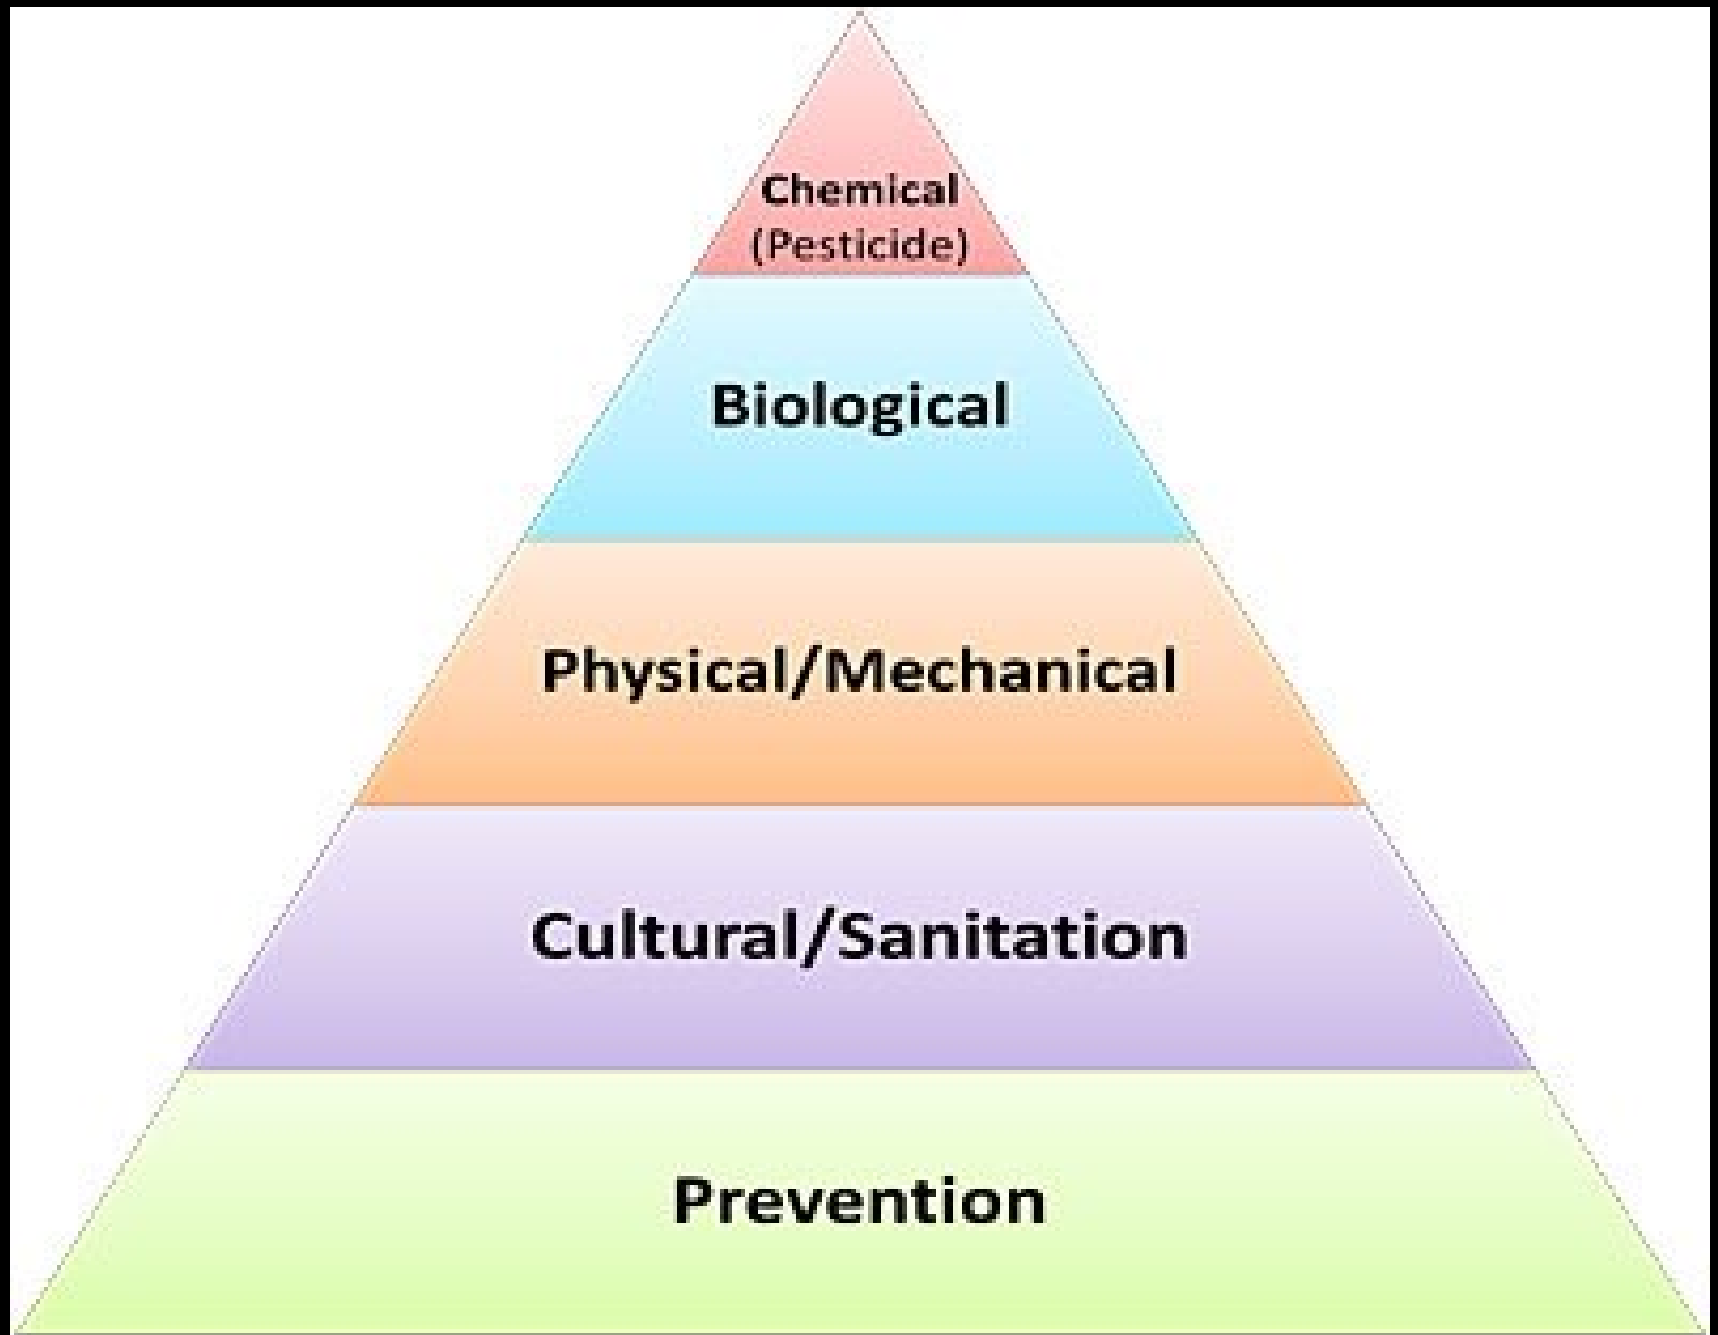 Chemical
(Pesticide)
Biological
Physical/Mechanical
Cultural/Sanitation
Prevention